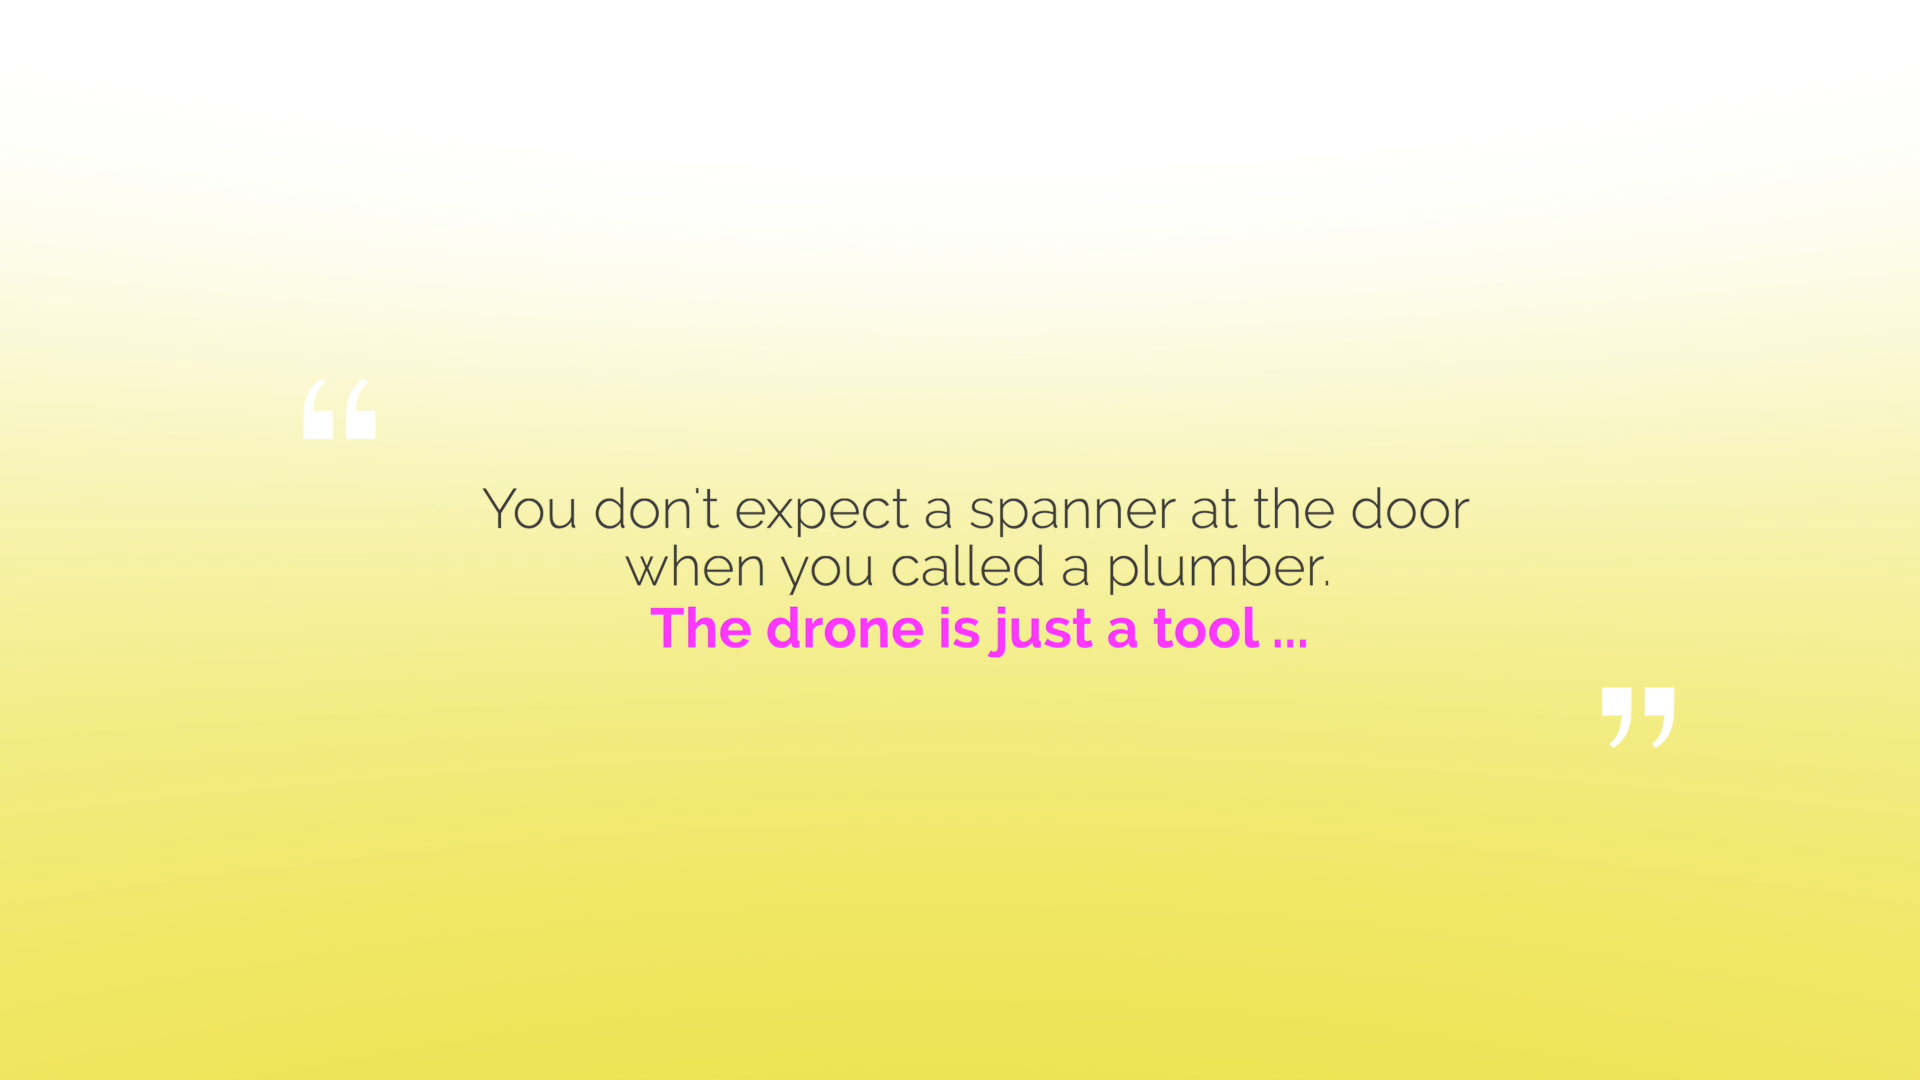 “
You don't expect a spanner at the door
when you called a plumber.
The drone is just a tool ...
”